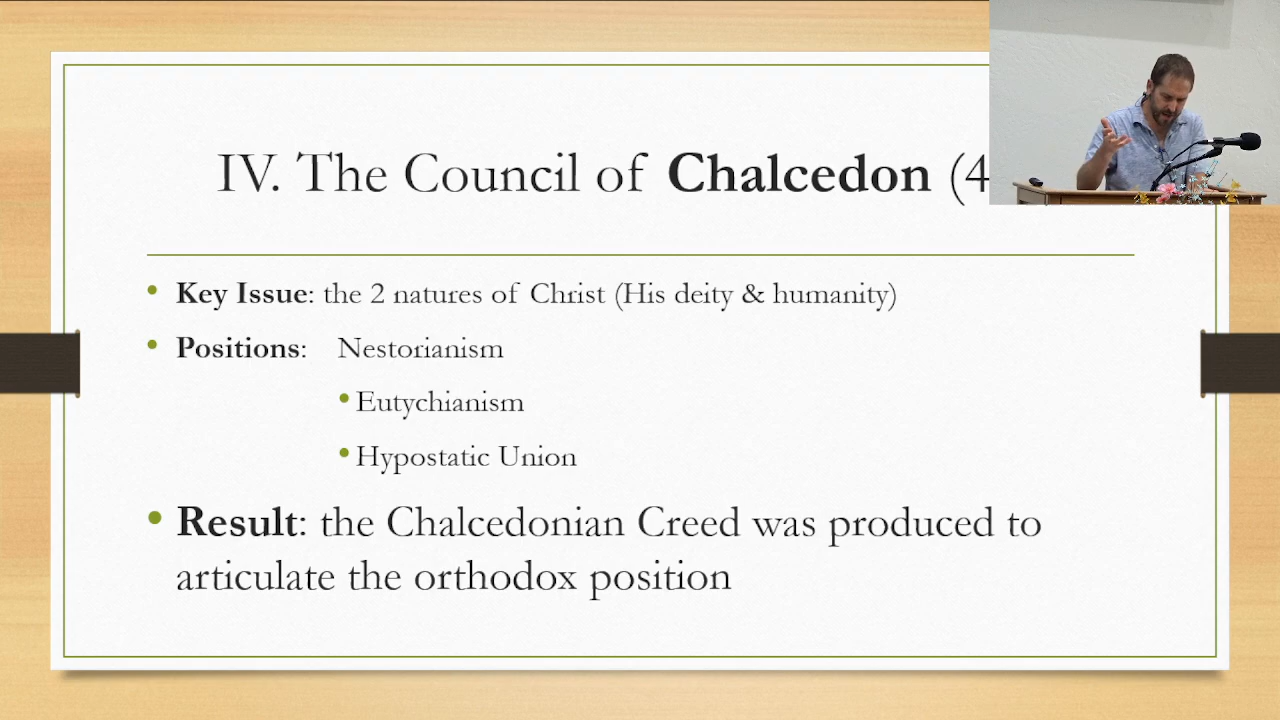 IV. The Council of Chalcedon (4
• Key Issue: the 2 natures of Christ (His deity & humanity)
• Positions: Nestorianism
• Eutychianism
• Hypostatic Union
• Result: the Chalcedonian Creed was produced to
articulate the orthodox position